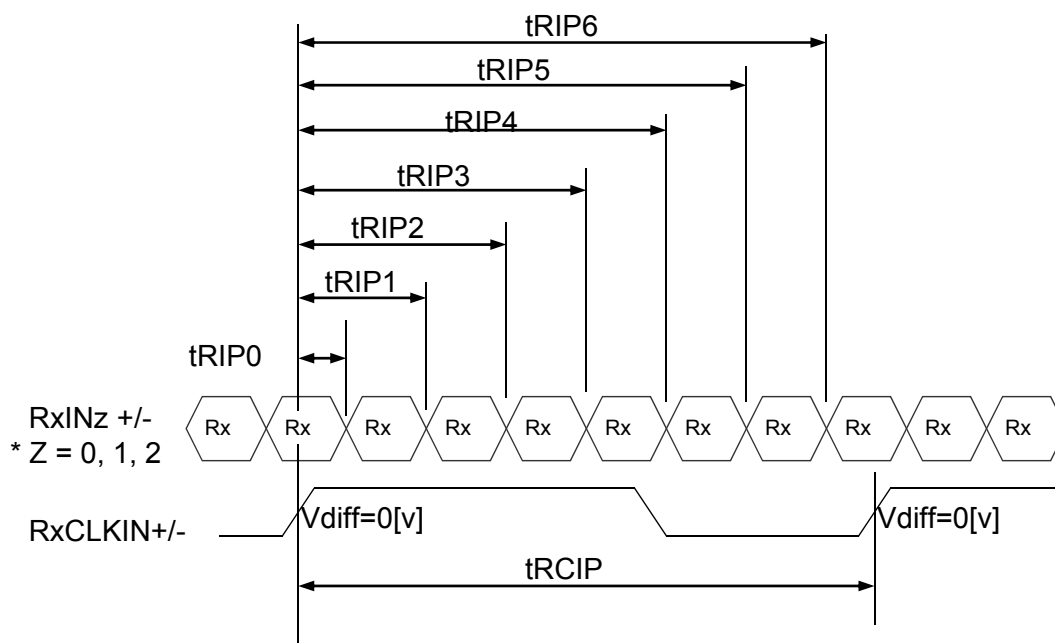 tRIP6
tRIP5
tRIP4
tRIP3
tRIP2
tRIP1
tRIP0
RxINz +/-
* Z = 0, 1, 2
Rx Rx Rx Rx Rx Rx Rx Rx Rx Rx Rx
RxCLKIN+/-
Vdiff=0[v] Vdiff=0[v]
tRCIP